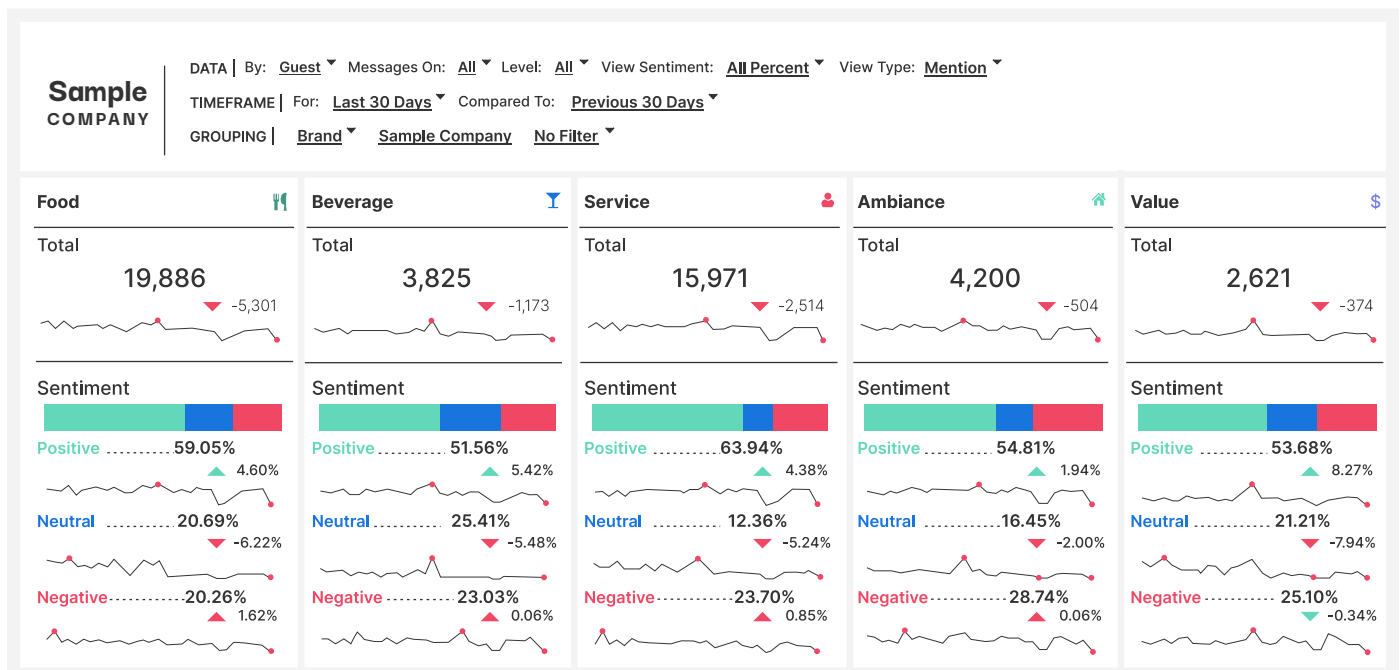 Sample
COMPANY
DATA | By: Guest Messages On: All Level: All View Sentiment: All Percent View Type: Mention
TIMEFRAME | For: Last 30 Days Compared To: Previous 30 Days
GROUPING | Brand Sample Company No Filter
Food
Total
19,886
-5,301
Sentiment
Positive ........... 59.05%
4.60%
Neutral ........... 20.69%
-6.22%
Negative ........... 20.26%
1.62%
Beverage
Total
3,825
-1,173
Sentiment
Positive ........... 51.56%
5.42%
Neutral ........... 25.41%
-5.48%
Negative ........... 23.03%
0.06%
Service
Total
15,971
-2,514
Sentiment
Positive ........... 63.94%
4.38%
Neutral ........... 12.36%
-5.24%
Negative ........... 23.70%
0.85%
Ambiance
Total
4,200
-504
Sentiment
Positive ........... 54.81%
1.94%
Neutral ........... 16.45%
-2.00%
Negative ........... 28.74%
0.06%
Value $
Total
2,621
-374
Sentiment
Positive ........... 53.68%
8.27%
Neutral ........... 21.21%
-7.94%
Negative ........... 25.10%
-0.34%